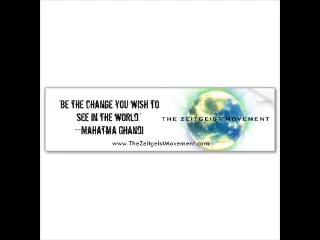 "BE THE CHANGE YOU WISH TO
SEE IN THE WORLD."
--MAHATMA GHANDI
THE ZEITGEIST MOVEMENT
www.TheZeitgeistMovement.com